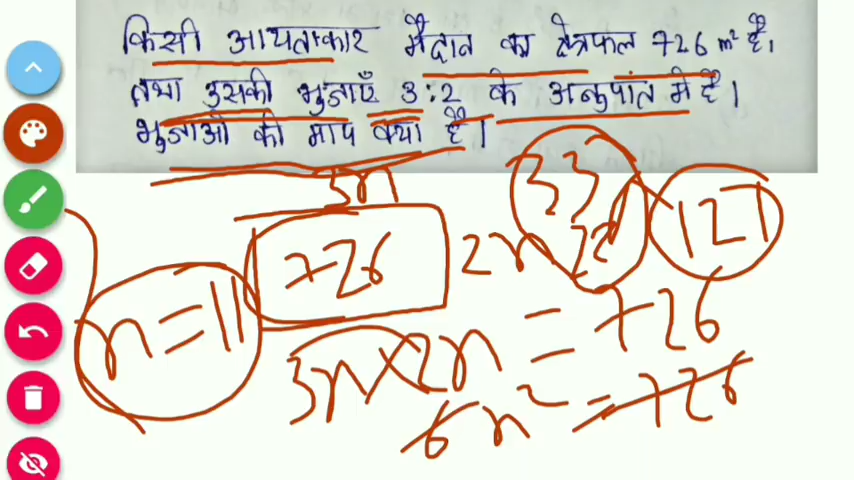 किसी आयताकार मैदान का क्षेत्रफल 726 m² है।
तथा उसकी भुजाएँ 3:2 के अनुपात में है।
भुजाओं की माप क्या है।
3n
33
726
2n
22
121
n=11
3n×2n = 726
6n² = 726